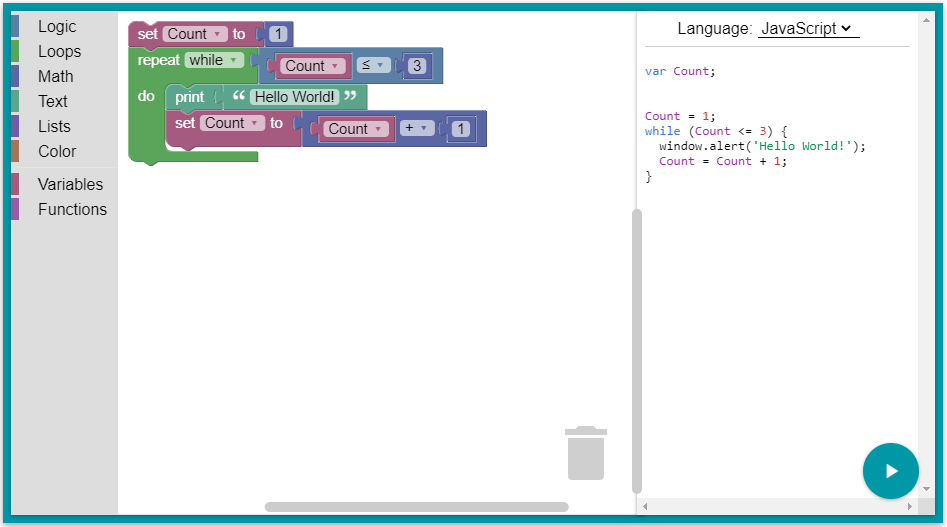 Logic
Loops
Math
Text
Lists
Color
Variables
Functions
set Count to 1
repeat while Count ≤ 3
do print “ Hello World! ”
set Count to Count + 1
Language: JavaScript
var Count;
Count = 1;
while (Count <= 3) {
  window.alert('Hello World!');
  Count = Count + 1;
}